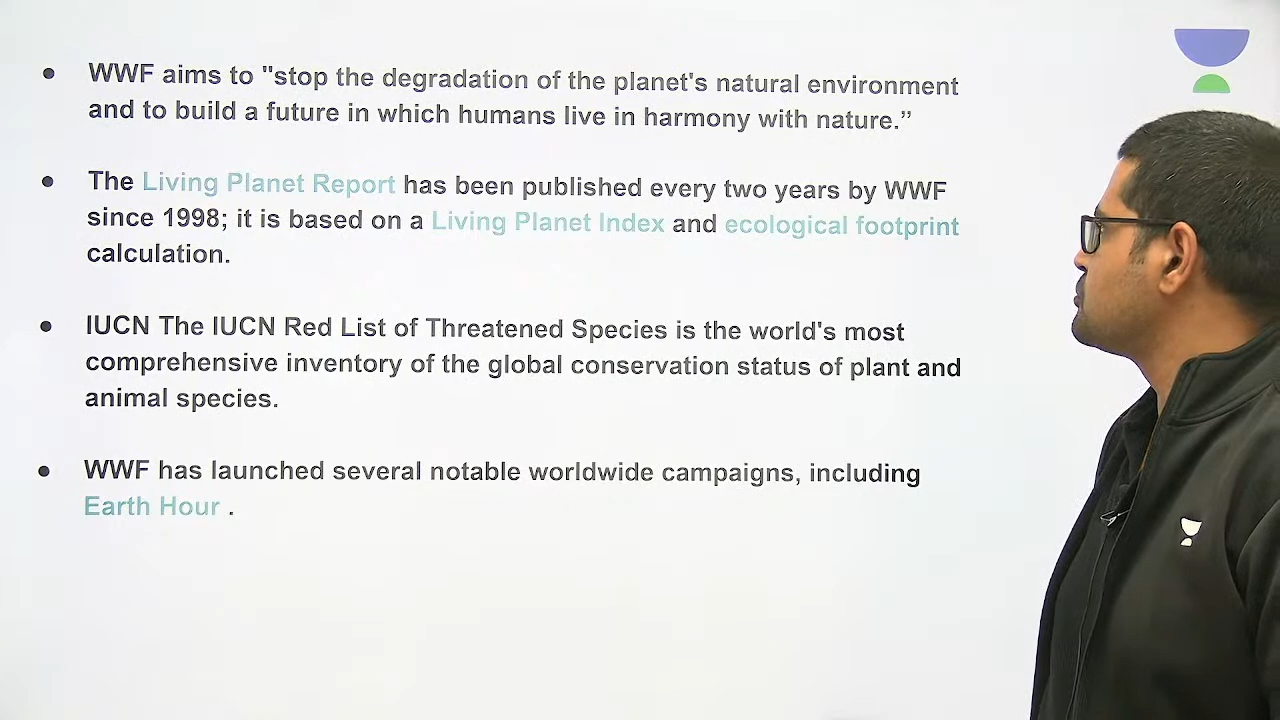 WWF aims to "stop the degradation of the planet's natural environment
and to build a future in which humans live in harmony with nature.”
The Living Planet Report has been published every two years by WWF
since 1998; it is based on a Living Planet Index and ecological footprint
calculation.
IUCN The IUCN Red List of Threatened Species is the world's most
comprehensive inventory of the global conservation status of plant and
animal species.
WWF has launched several notable worldwide campaigns, including
Earth Hour .